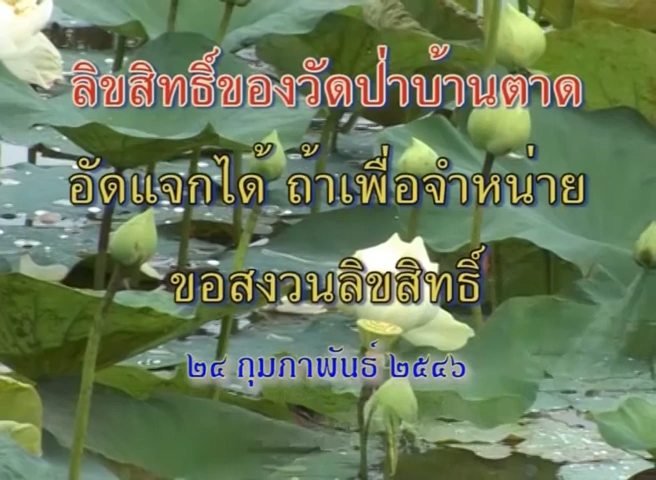 ลิขสิทธิ์ของวัดป่าบ้านตาด
อัดแจกได้ ถ้าเพื่อจำหน่าย
ขอสงวนลิขสิทธิ์
๒๔ กุมภาพันธ์ ๒๕๔๖